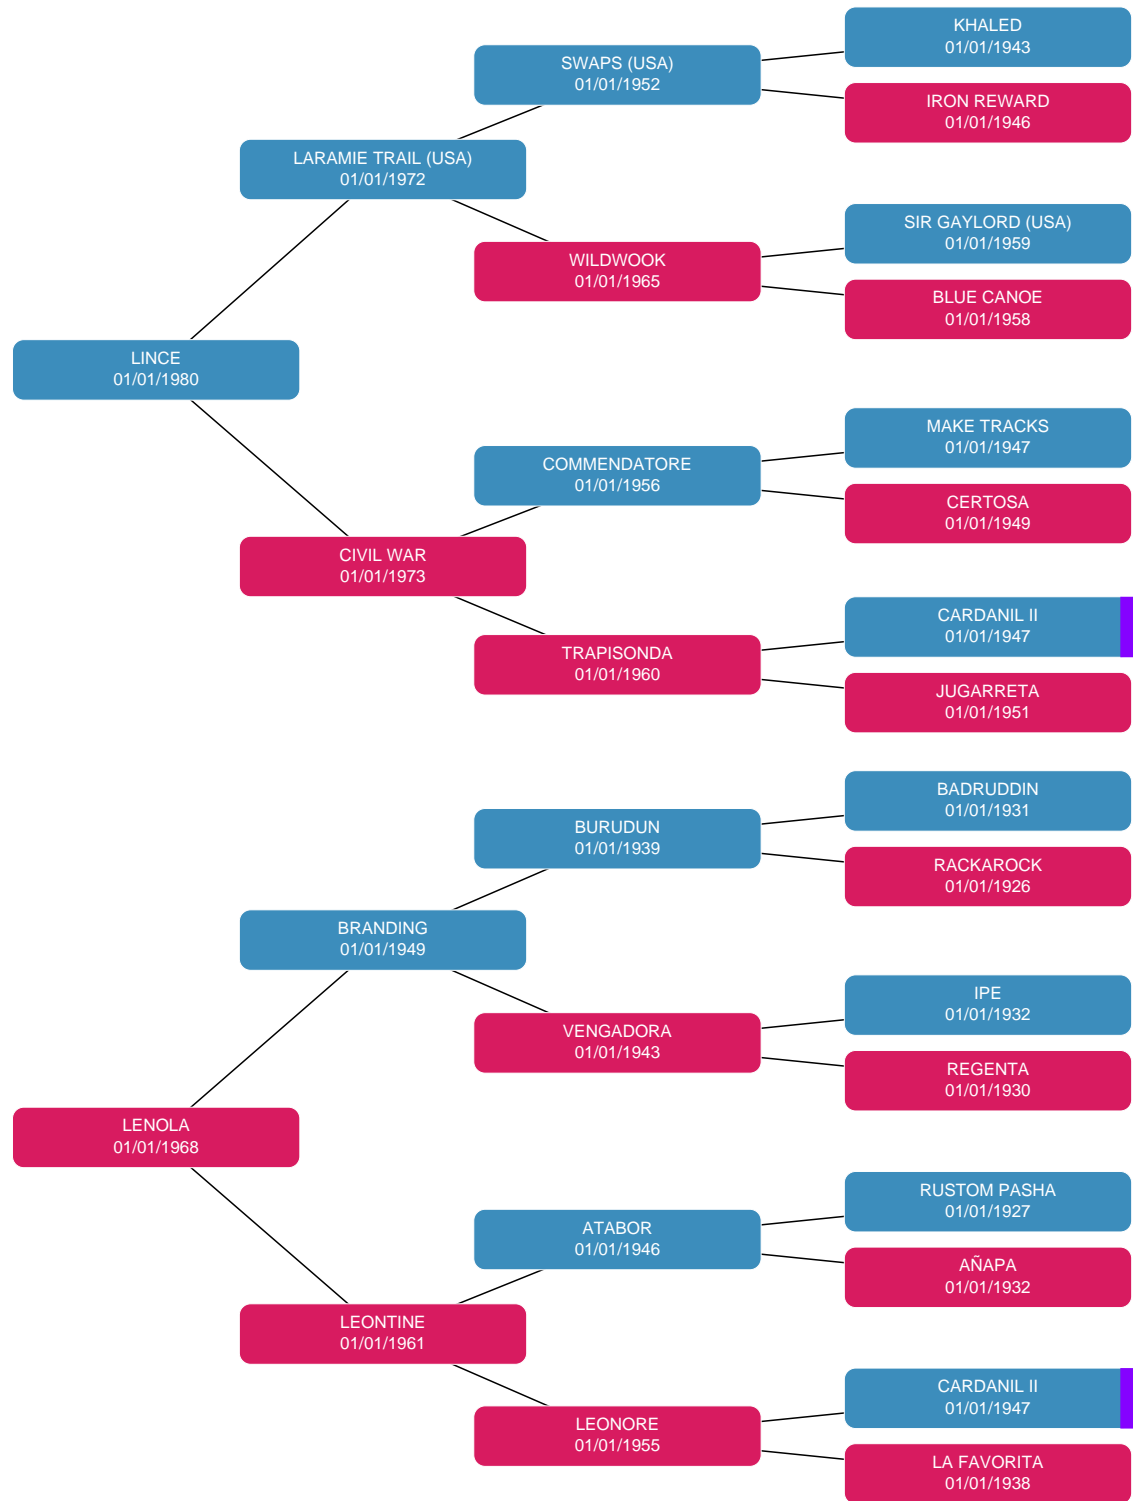 KHALED
01/01/1943
SWAPS (USA)
01/01/1952
IRON REWARD
01/01/1946
LARAMIE TRAIL (USA)
01/01/1972
SIR GAYLORD (USA)
01/01/1959
WILDWOOK
01/01/1965
BLUE CANOE
01/01/1958
LINCE
01/01/1980
MAKE TRACKS
01/01/1947
COMMENDATORE
01/01/1956
CERTOSA
01/01/1949
CIVIL WAR
01/01/1973
CARDANIL II
01/01/1947
TRAPISONDA
01/01/1960
JUGARRETA
01/01/1951
BADRUDDIN
01/01/1931
BURUDUN
01/01/1939
RACKAROCK
01/01/1926
BRANDING
01/01/1949
IPE
01/01/1932
VENGADORA
01/01/1943
REGENTA
01/01/1930
LENOLA
01/01/1968
RUSTOM PASHA
01/01/1927
ATABOR
01/01/1946
AÑAPA
01/01/1932
LEONTINE
01/01/1961
CARDANIL II
01/01/1947
LEONORE
01/01/1955
LA FAVORITA
01/01/1938